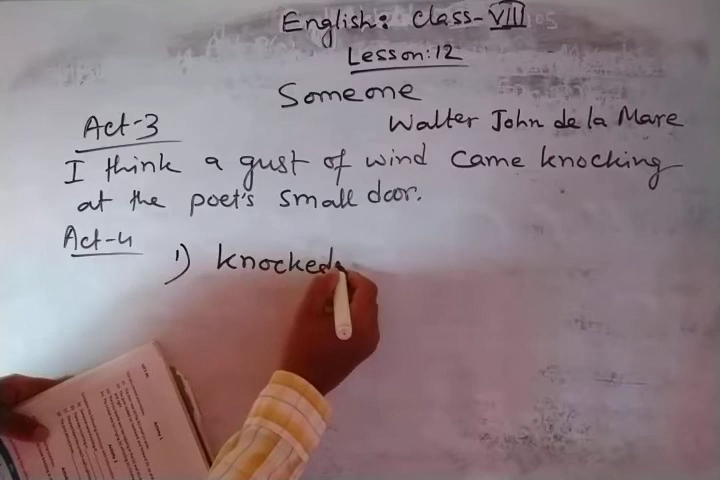 English: Class-VIII
Lesson:12
Someone
Walter John de la Mare
Act-3
I think a gust of wind came knocking
at the poet's small door.
Act-4
1) knocked